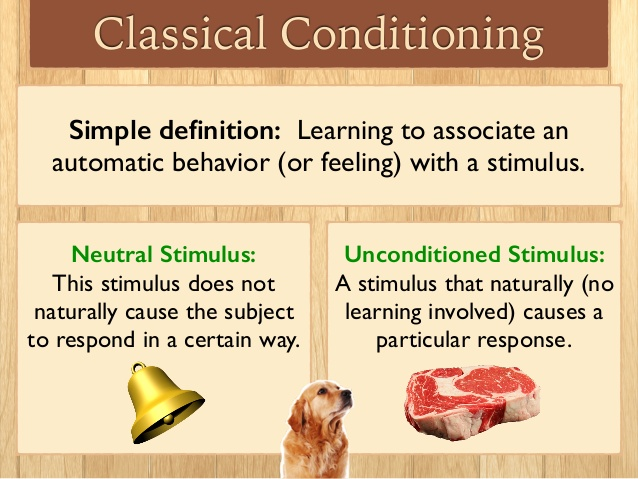 Classical Conditioning
Simple definition: Learning to associate an
automatic behavior (or feeling) with a stimulus.
Neutral Stimulus:
This stimulus does not
naturally cause the subject
to respond in a certain way.
Unconditioned Stimulus:
A stimulus that naturally (no
learning involved) causes a
particular response.